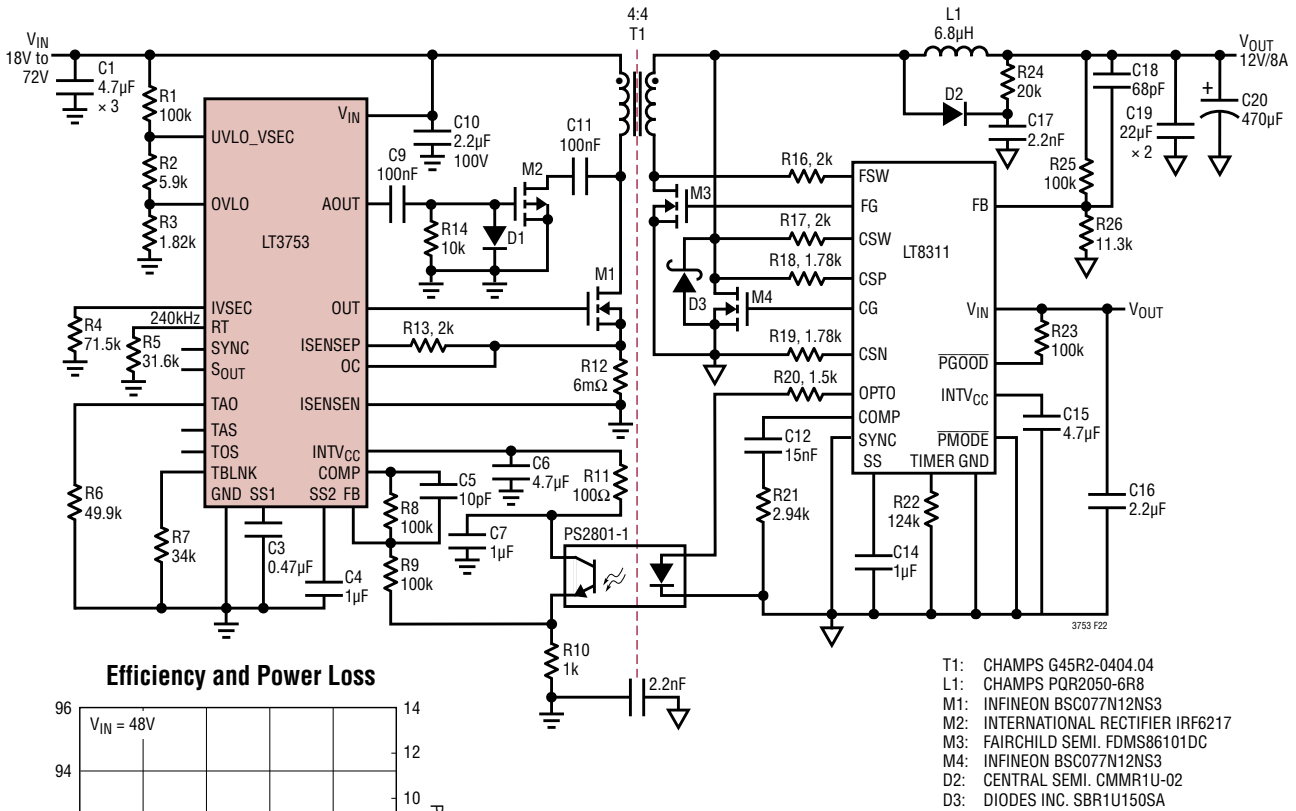 4:4
T1
L1
6.8µH
VIN
18V to
72V
C1
4.7µF
× 3
R1
100k
R2
5.9k
R3
1.82k
UVLO_VSEC
OVLO
LT3753
VIN
AOUT
C10
2.2µF
100V
C9
100nF
M2
C11
100nF
R14
10k
D1
M1
R24
20k
D2
C17
2.2nF
C18
68pF
VOUT
12V/8A
C19
22µF
× 2
+
C20
470µF
R25
100k
R26
11.3k
R16, 2k
M3
R17, 2k
R18, 1.78k
D3
M4
R19, 1.78k
R20, 1.5k
FSW
FG
CSW
CSP
CG
CSN
OPTO
COMP
SYNC
SS
TIMER GND
LT8311
FB
VIN
PGOOD
INTVCC
PMODE
VOUT
R23
100k
C15
4.7µF
C16
2.2µF
IVSEC
240kHz
RT
SYNC
SOUT
TAO
TAS
TOS
TBLNK
GND SS1
SS2 FB
OUT
ISENSEP
OC
ISENSEN
INTVCC
COMP
R4
71.5k
R5
31.6k
R6
49.9k
R7
34k
C3
0.47µF
C4
1µF
R13, 2k
R12
6mΩ
C6
4.7µF
R11
100Ω
C5
10pF
R8
100k
C7
1µF
R9
100k
PS2801-1
R10
1k
2.2nF
C12
15nF
R21
2.94k
C14
1µF
R22
124k
3753 F22
T1: CHAMPS G45R2-0404.04
L1: CHAMPS PQR2050-6R8
M1: INFINEON BSC077N12NS3
M2: INTERNATIONAL RECTIFIER IRF6217
M3: FAIRCHILD SEMI. FDMS86101DC
M4: INFINEON BSC077N12NS3
D2: CENTRAL SEMI. CMMR1U-02
D3: DIODES INC. SBR1U150SA
Efficiency and Power Loss
96
94
VIN = 48V
14
12
10